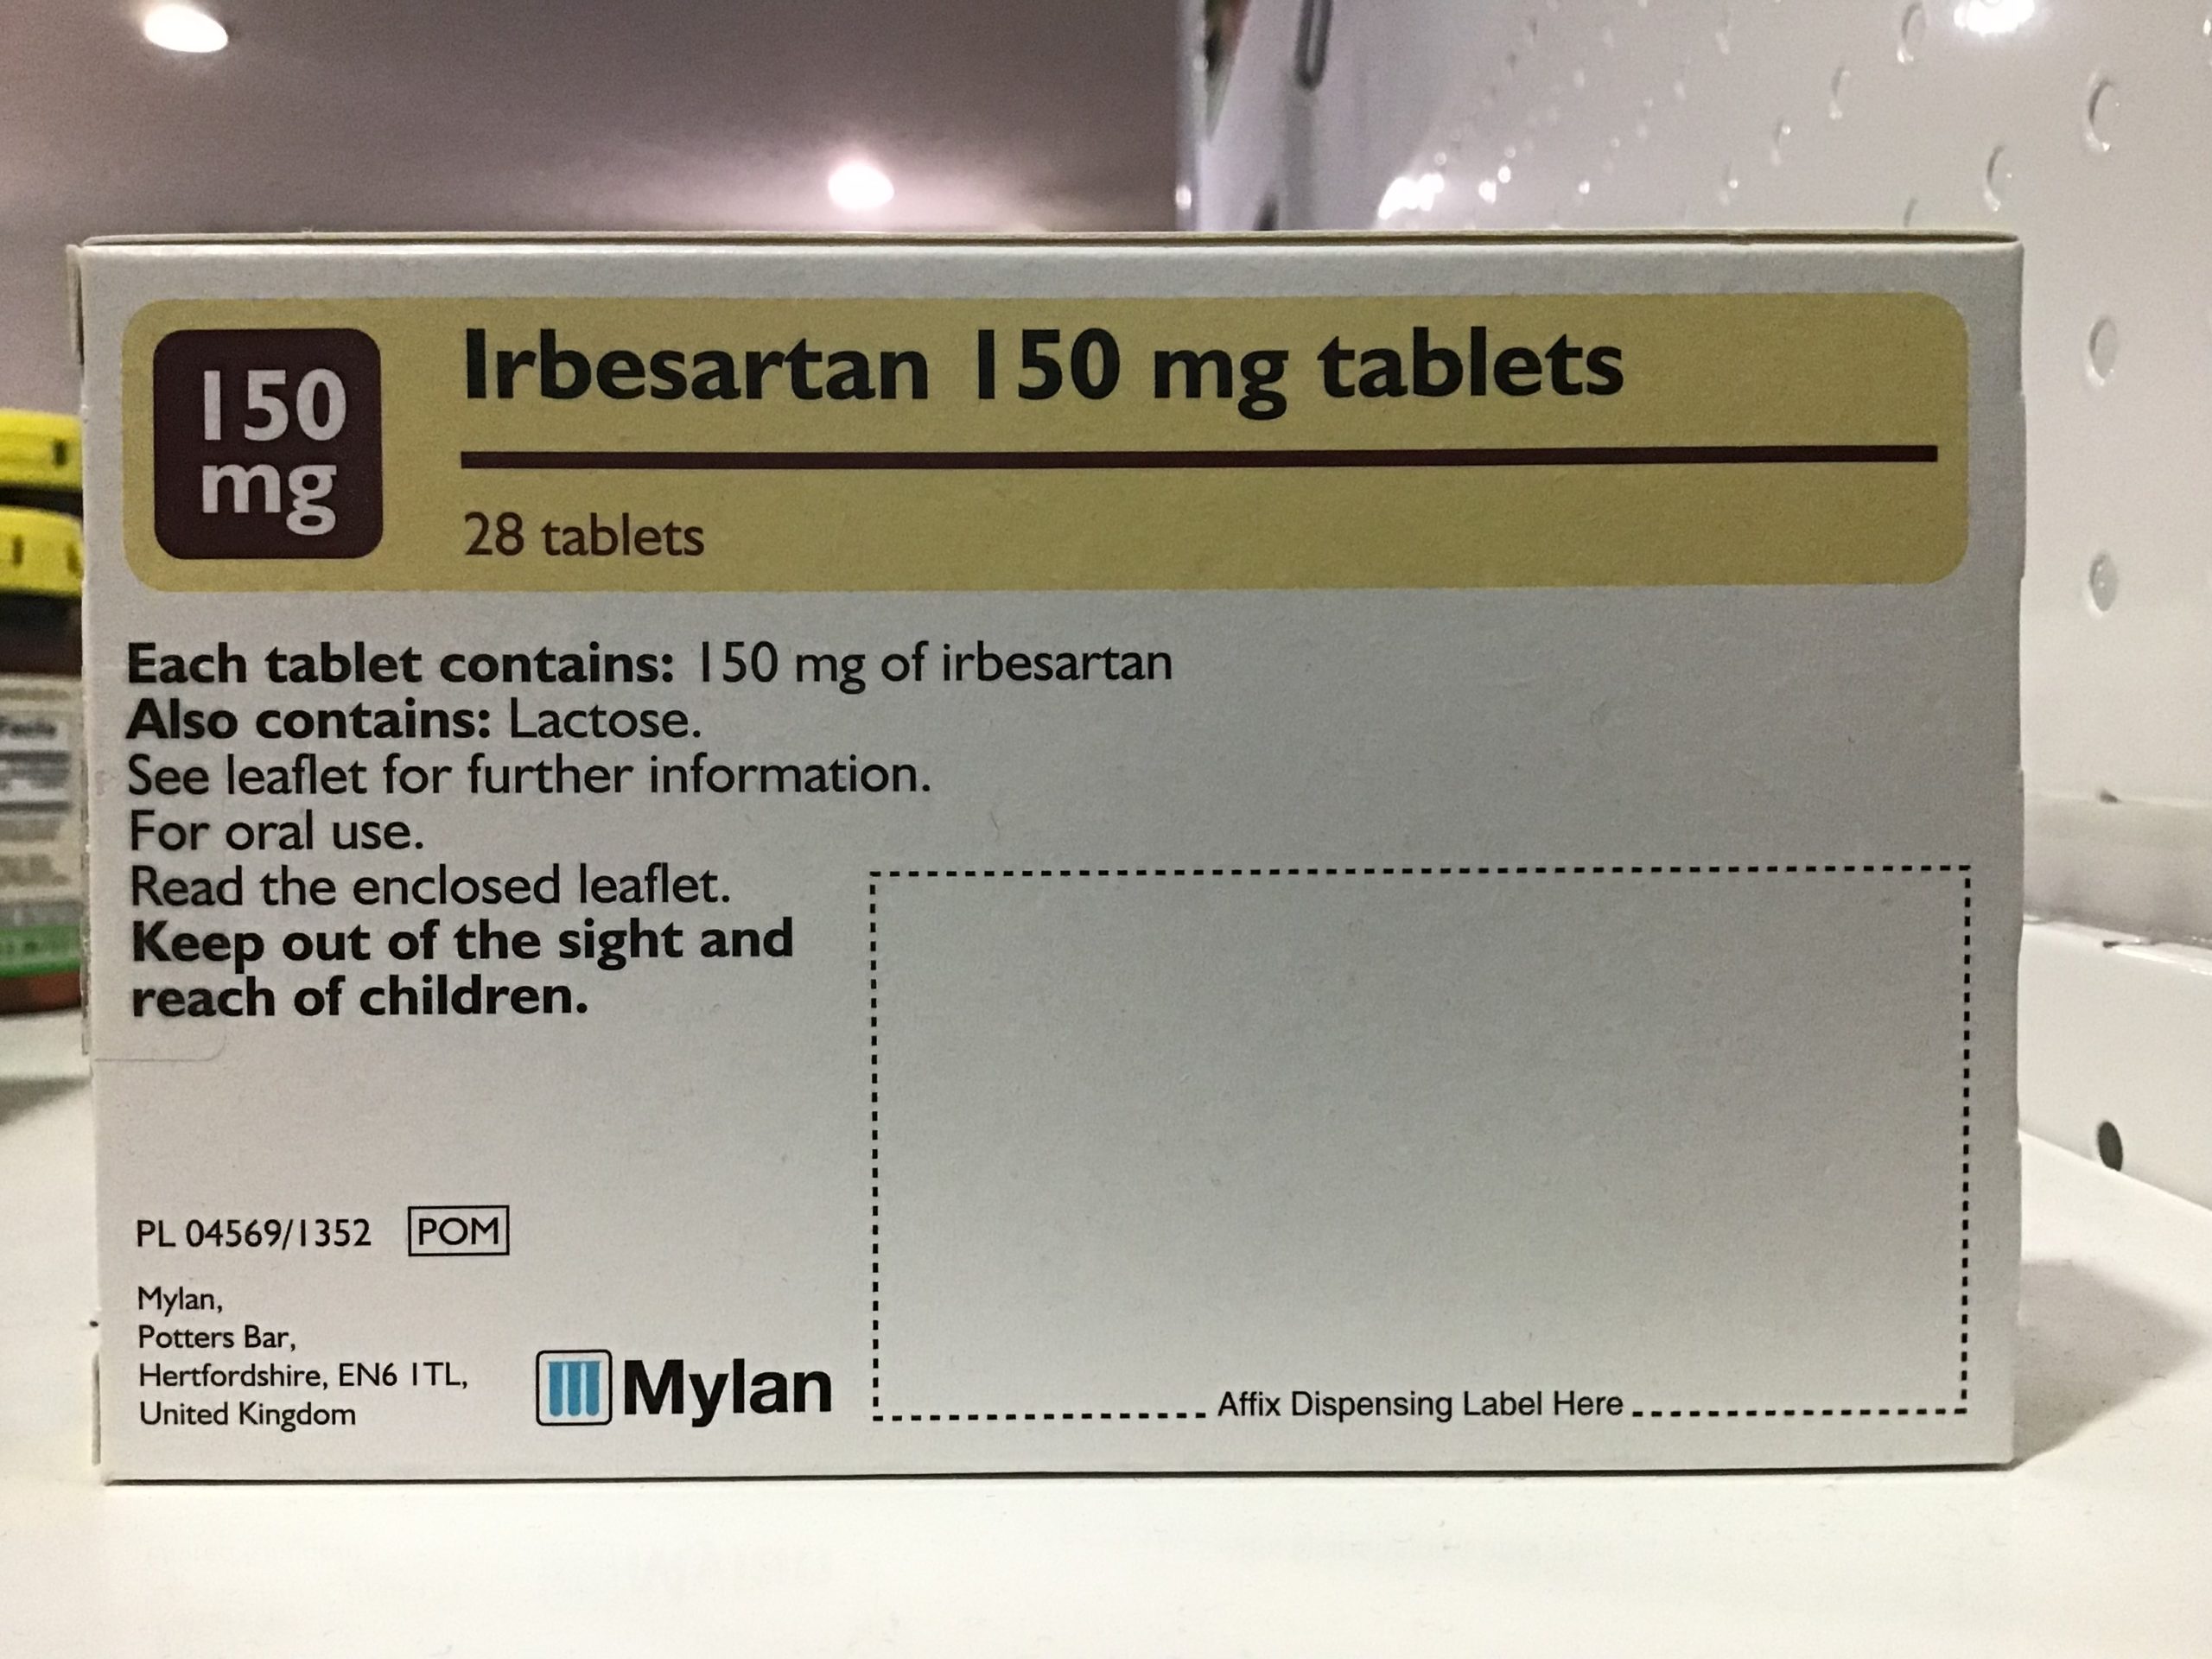 150
mg
Irbesartan 150 mg tablets
28 tablets
Each tablet contains: 150 mg of irbesartan
Also contains: Lactose.
See leaflet for further information.
For oral use.
Read the enclosed leaflet.
Keep out of the sight and
reach of children.
PL 04569/1352 POM
Mylan,
Potters Bar,
Hertfordshire, EN6 1TL,
United Kingdom
Mylan
Affix Dispensing Label Here